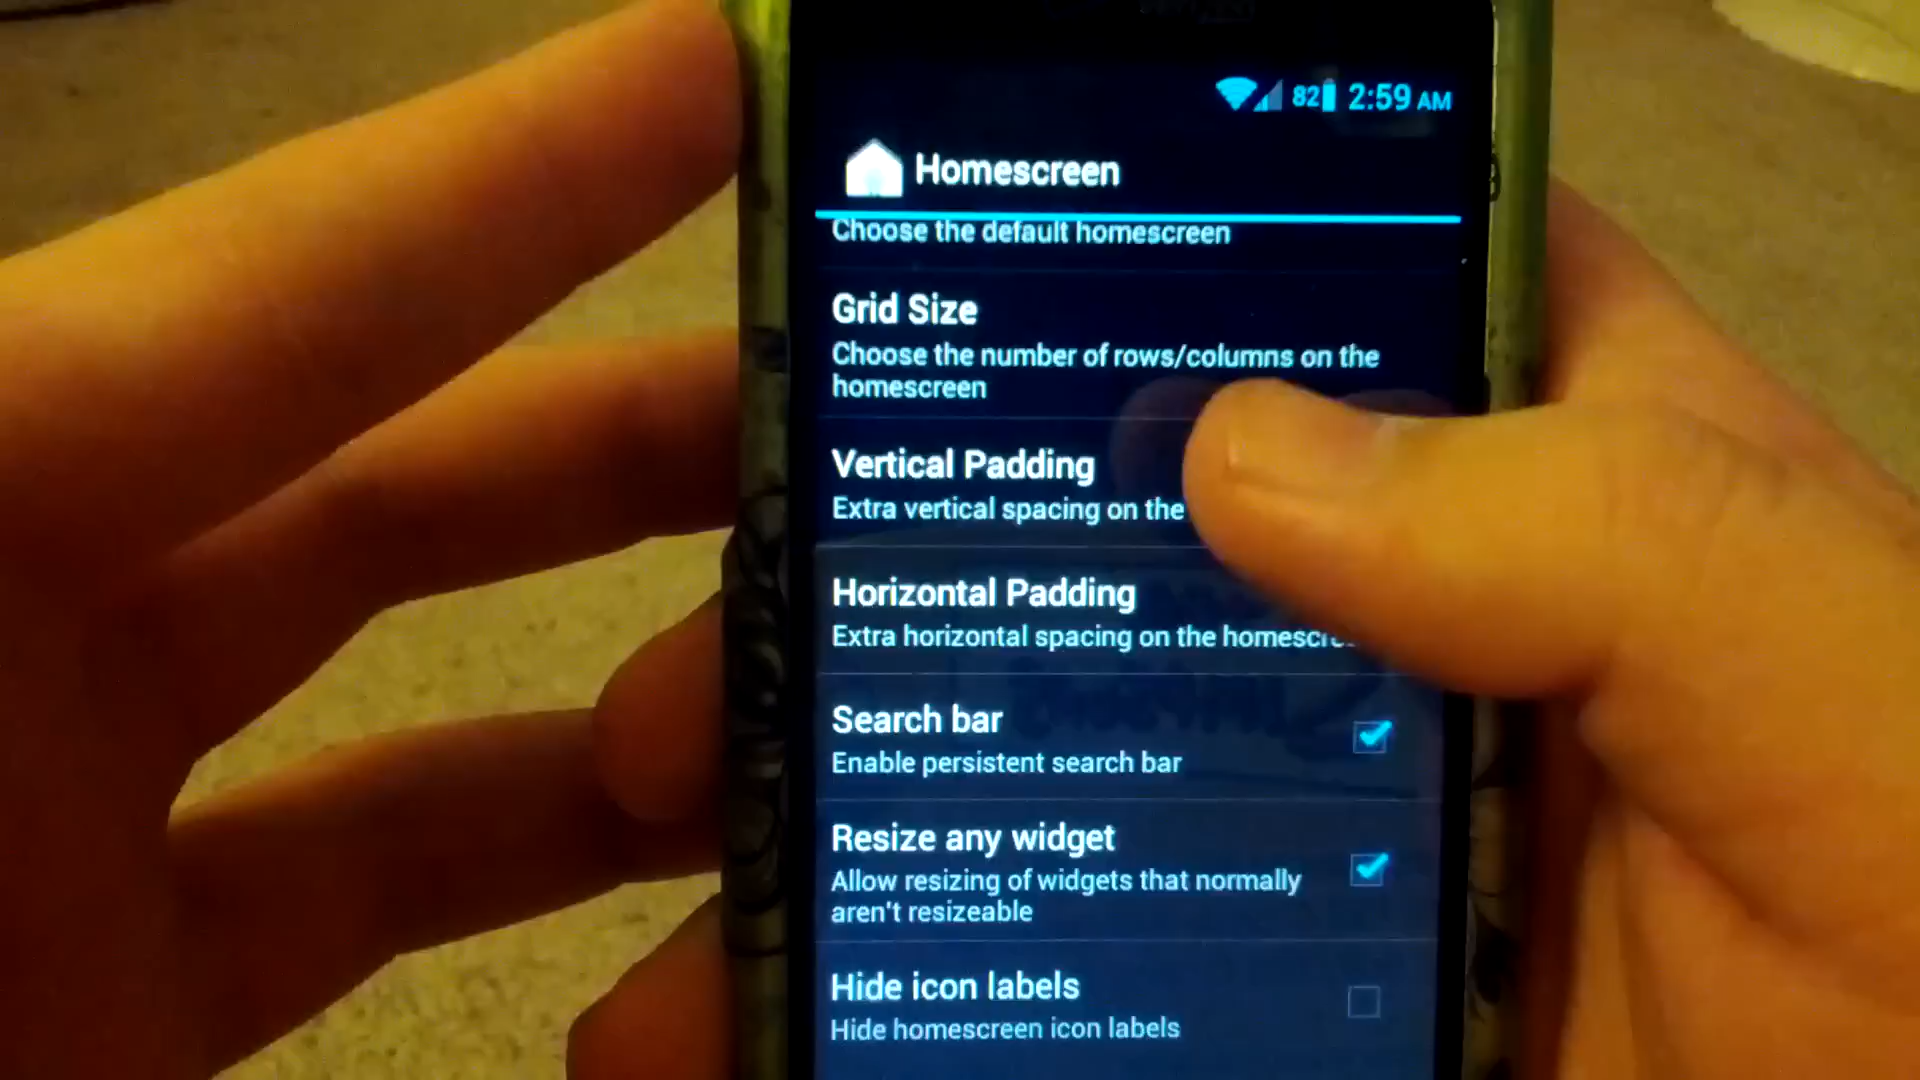 82 2:59 AM
Homescreen
Choose the default homescreen
Grid Size
Choose the number of rows/columns on the
homescreen
Vertical Padding
Extra vertical spacing on the
Horizontal Padding
Extra horizontal spacing on the
Search bar
Enable persistent search bar
Resize any widget
Allow resizing of widgets that normally
aren't resizeable
Hide icon labels
Hide homescreen icon labels